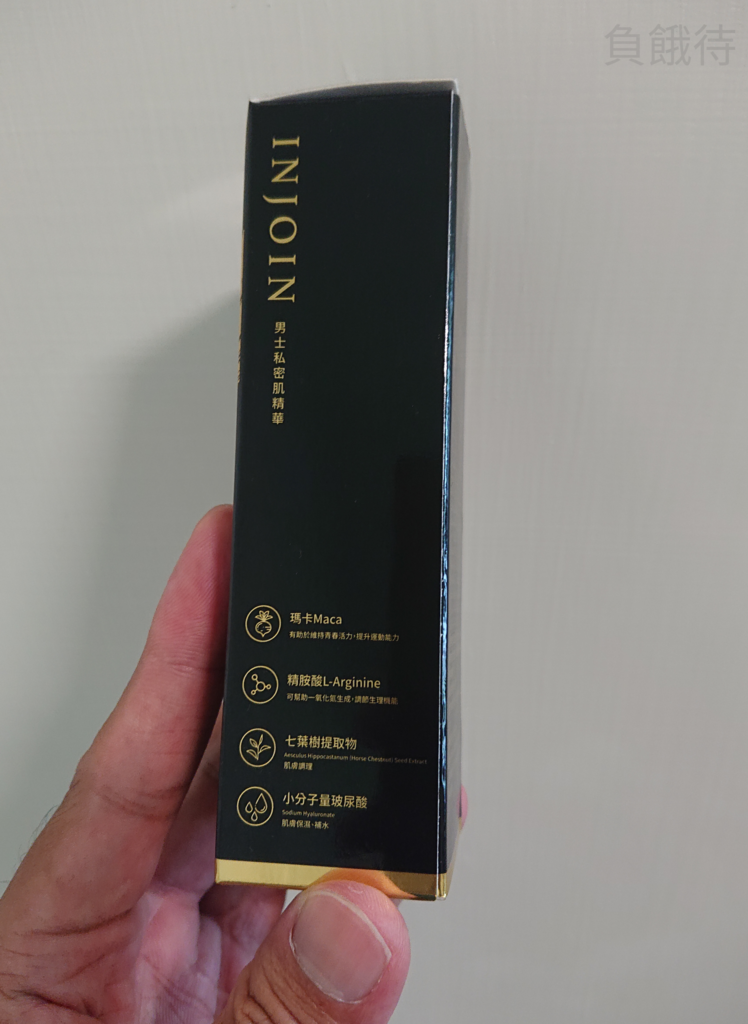 負餓待
INJOIN
男士私密肌精華
瑪卡Maca
有助於維持青春活力,提升運動能力
精胺酸L-Arginine
可幫助一氧化氮生成,調節生理機能
七葉樹提取物
Aesculus Hippocastanum (Horse Chestnut) Seed Extract
肌膚調理
小分子量玻尿酸
Sodium Hyaluronate
肌膚保濕、補水